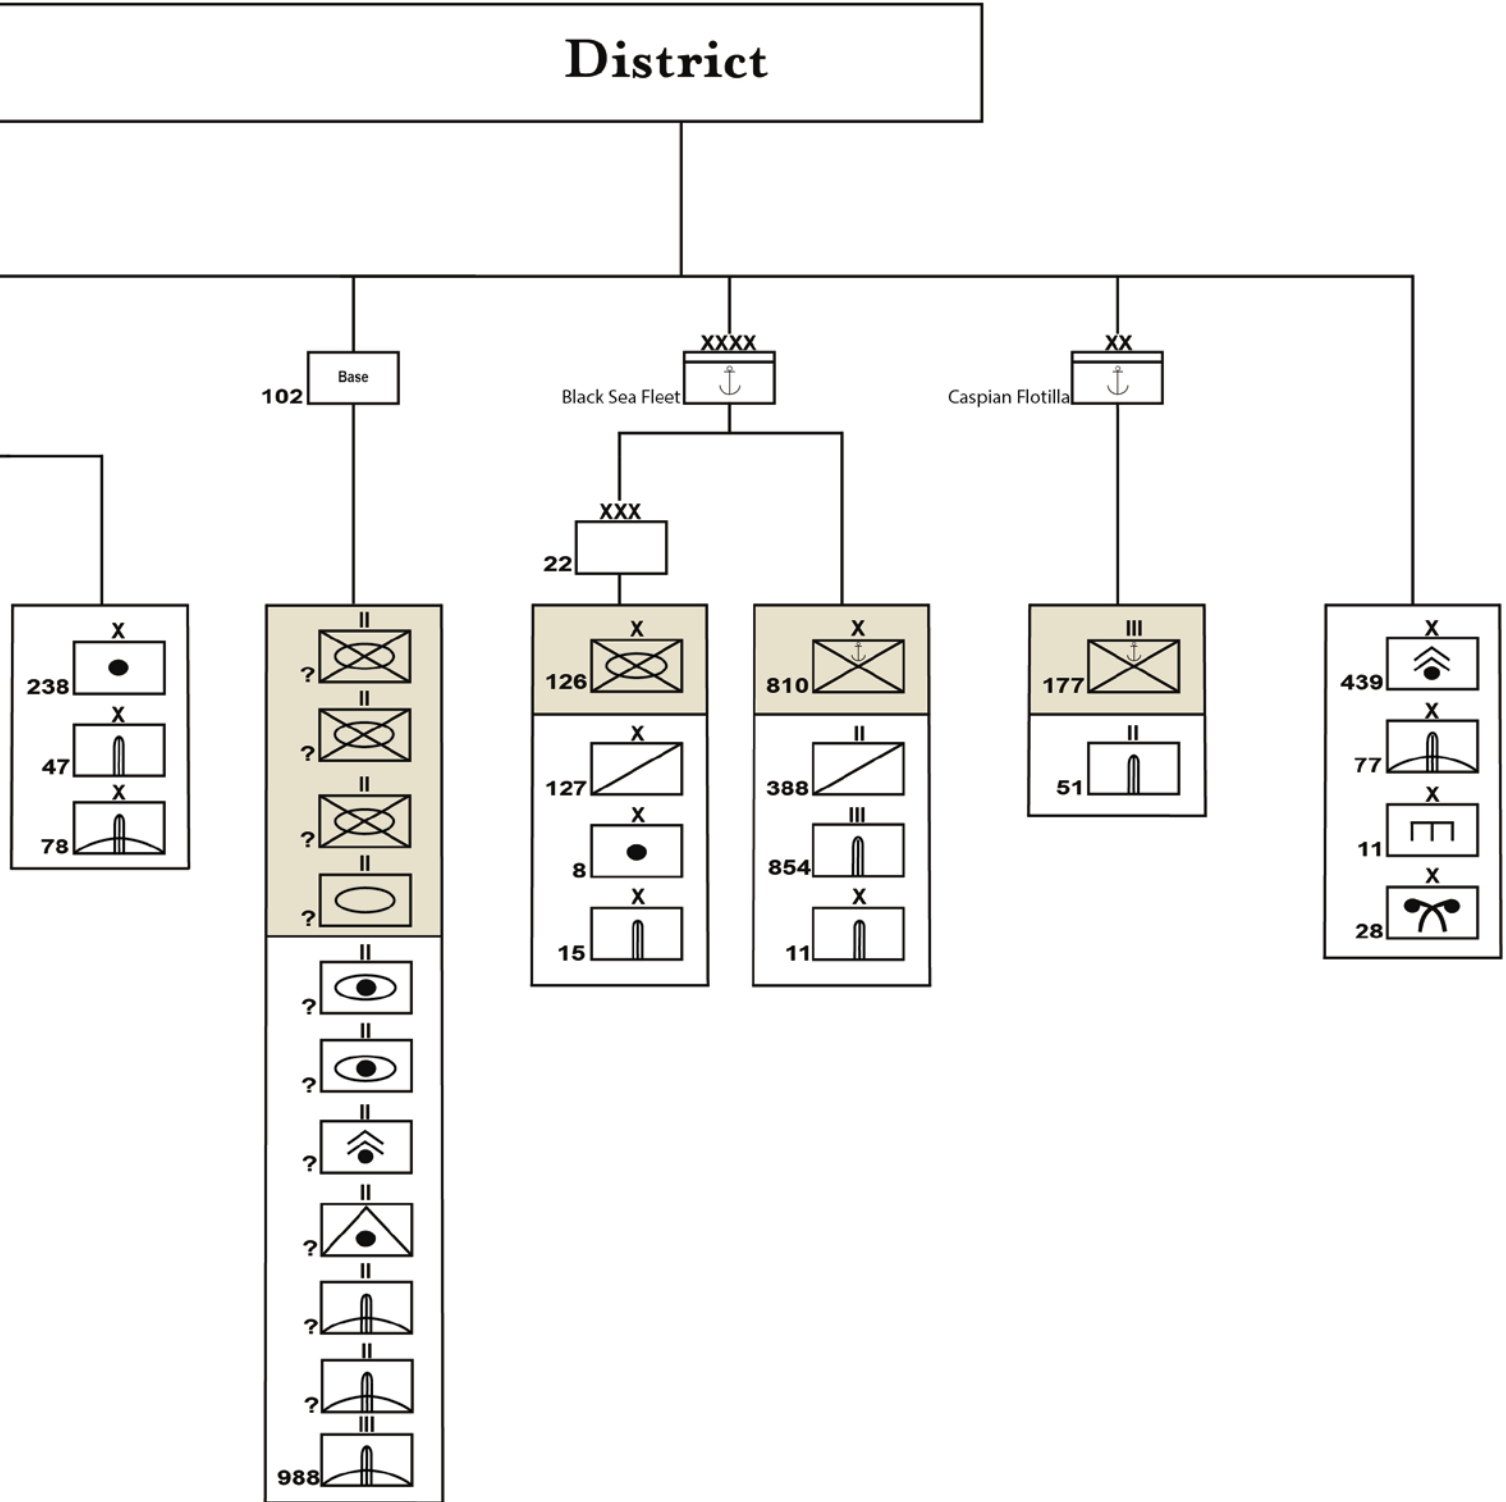 District
Base
102
XXXX
Black Sea Fleet
XX
Caspian Flotilla
XXX
22
X
238
X
47
X
78
II
?
II
?
II
?
II
?
II
?
II
?
II
?
II
?
II
?
II
?
III
988
X
126
X
127
X
8
X
15
X
810
II
388
III
854
X
11
III
177
II
51
X
439
X
77
X
11
X
28